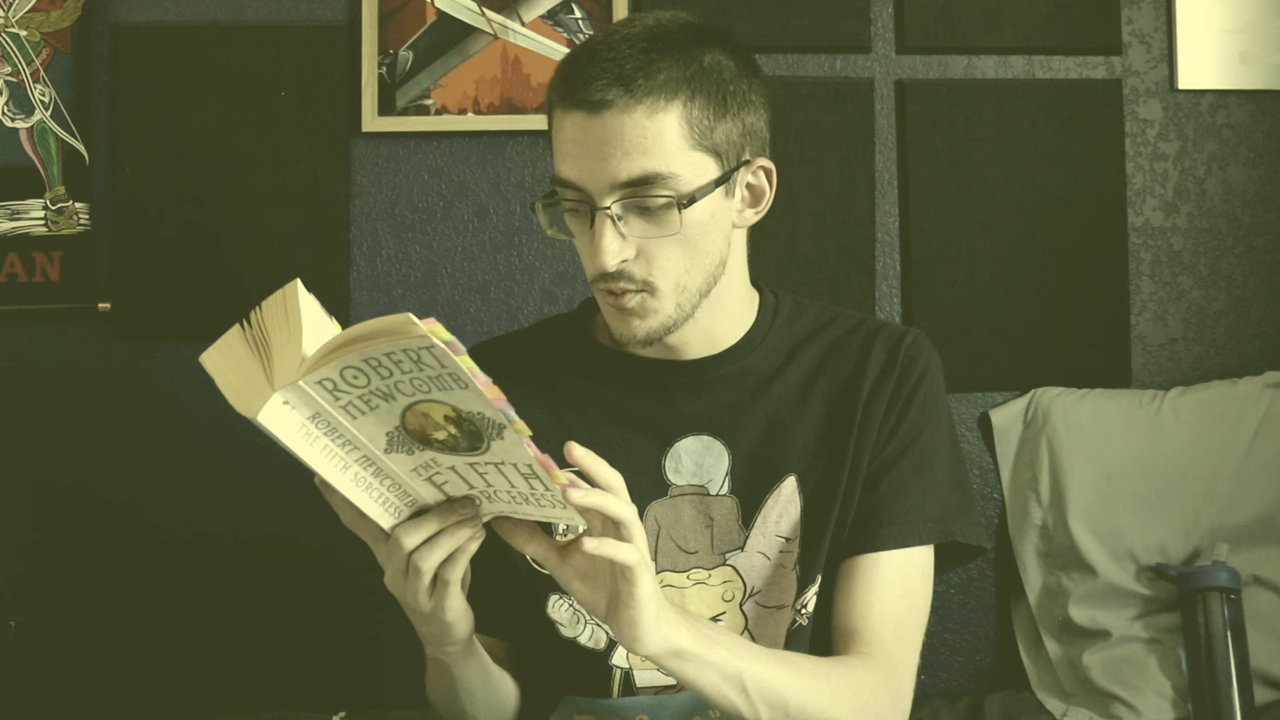 AN
ROBERT
NEWCOMB
THE
FIFTH
SORCERESS
ROBERT NEWCOMB
THE FIFTH SORCERESS